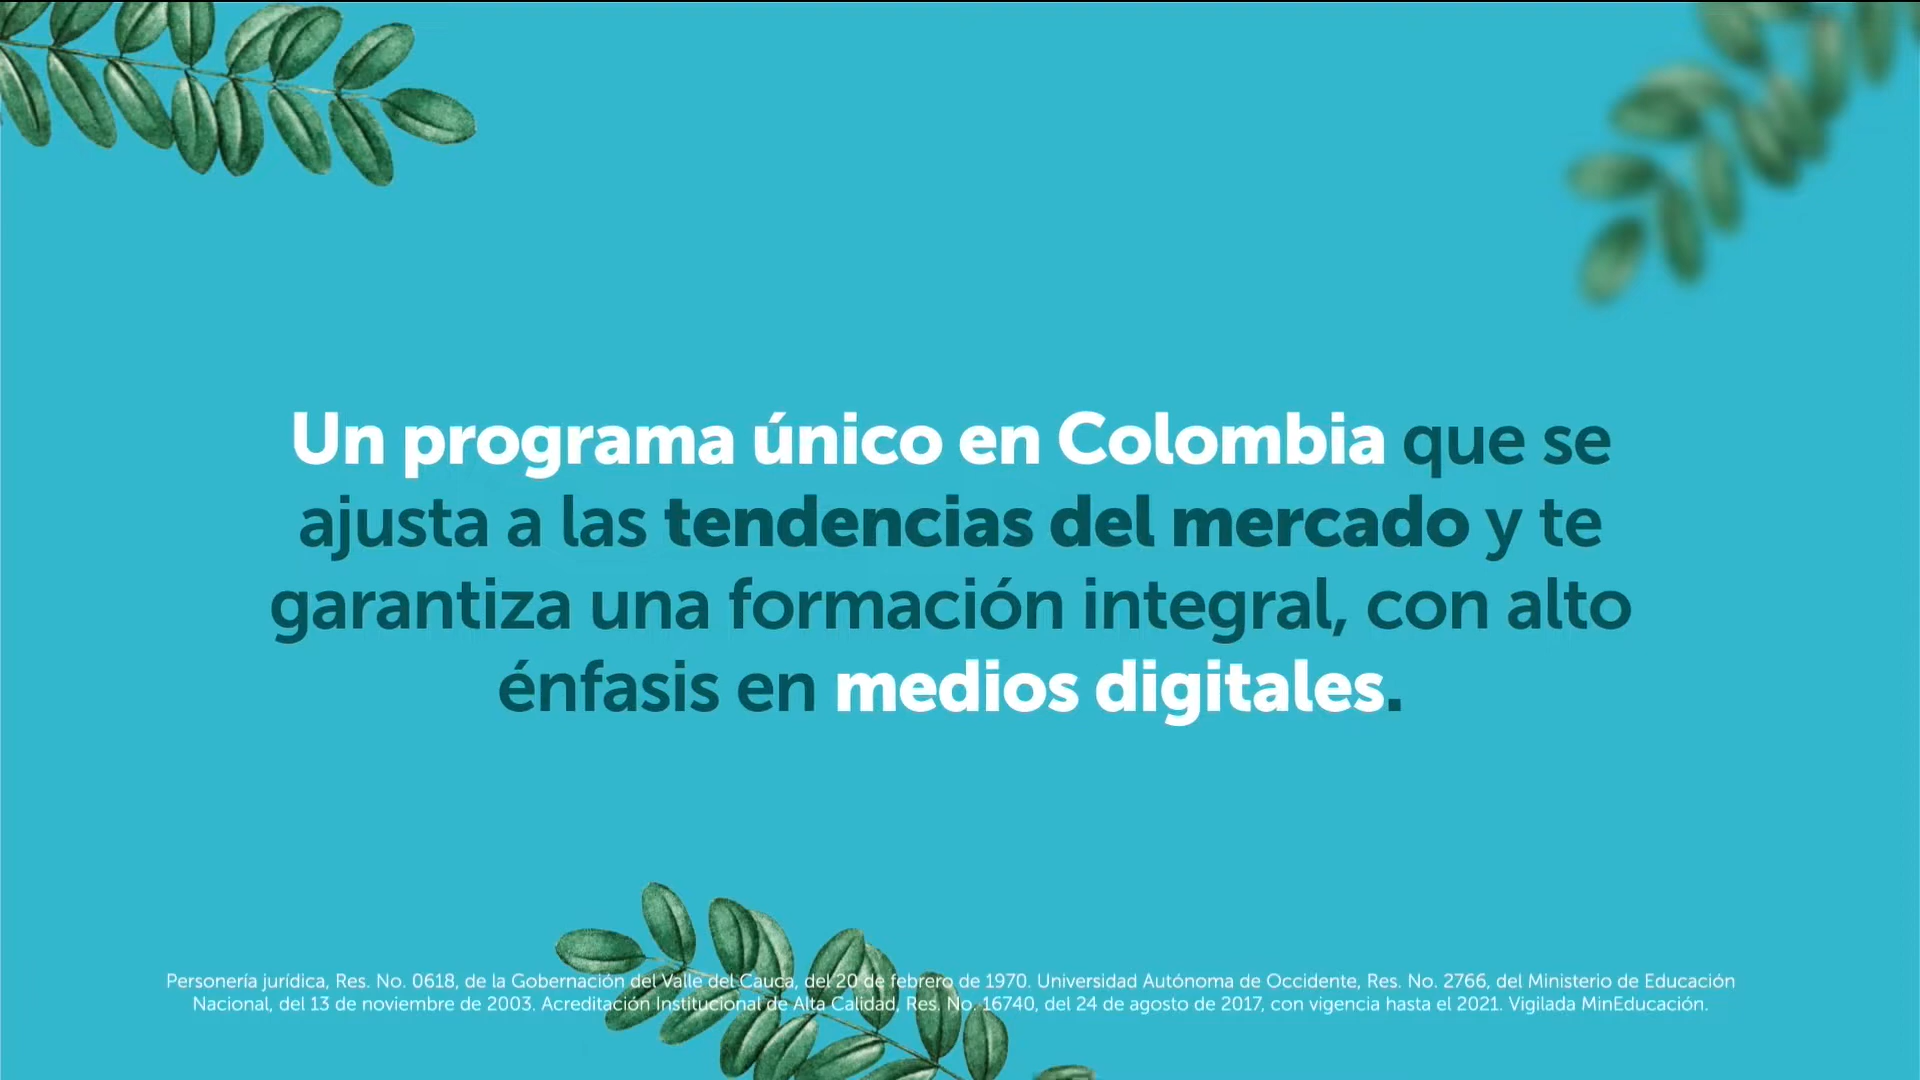 Un programa único en Colombia que se
ajusta a las tendencias del mercado y te
garantiza una formación integral, con alto
énfasis en medios digitales.
Personería jurídica, Res. No. 0618, de la Gobernación del Valle del Cauca, del 20 de febrero de 1970. Universidad Autónoma de Occidente, Res. No. 2766, del Ministerio de Educación
Nacional, del 13 de noviembre de 2003. Acreditación Institucional de Alta Calidad, Res. No. 16740, del 24 de agosto de 2017, con vigencia hasta el 2021. Vigilada MinEducación.